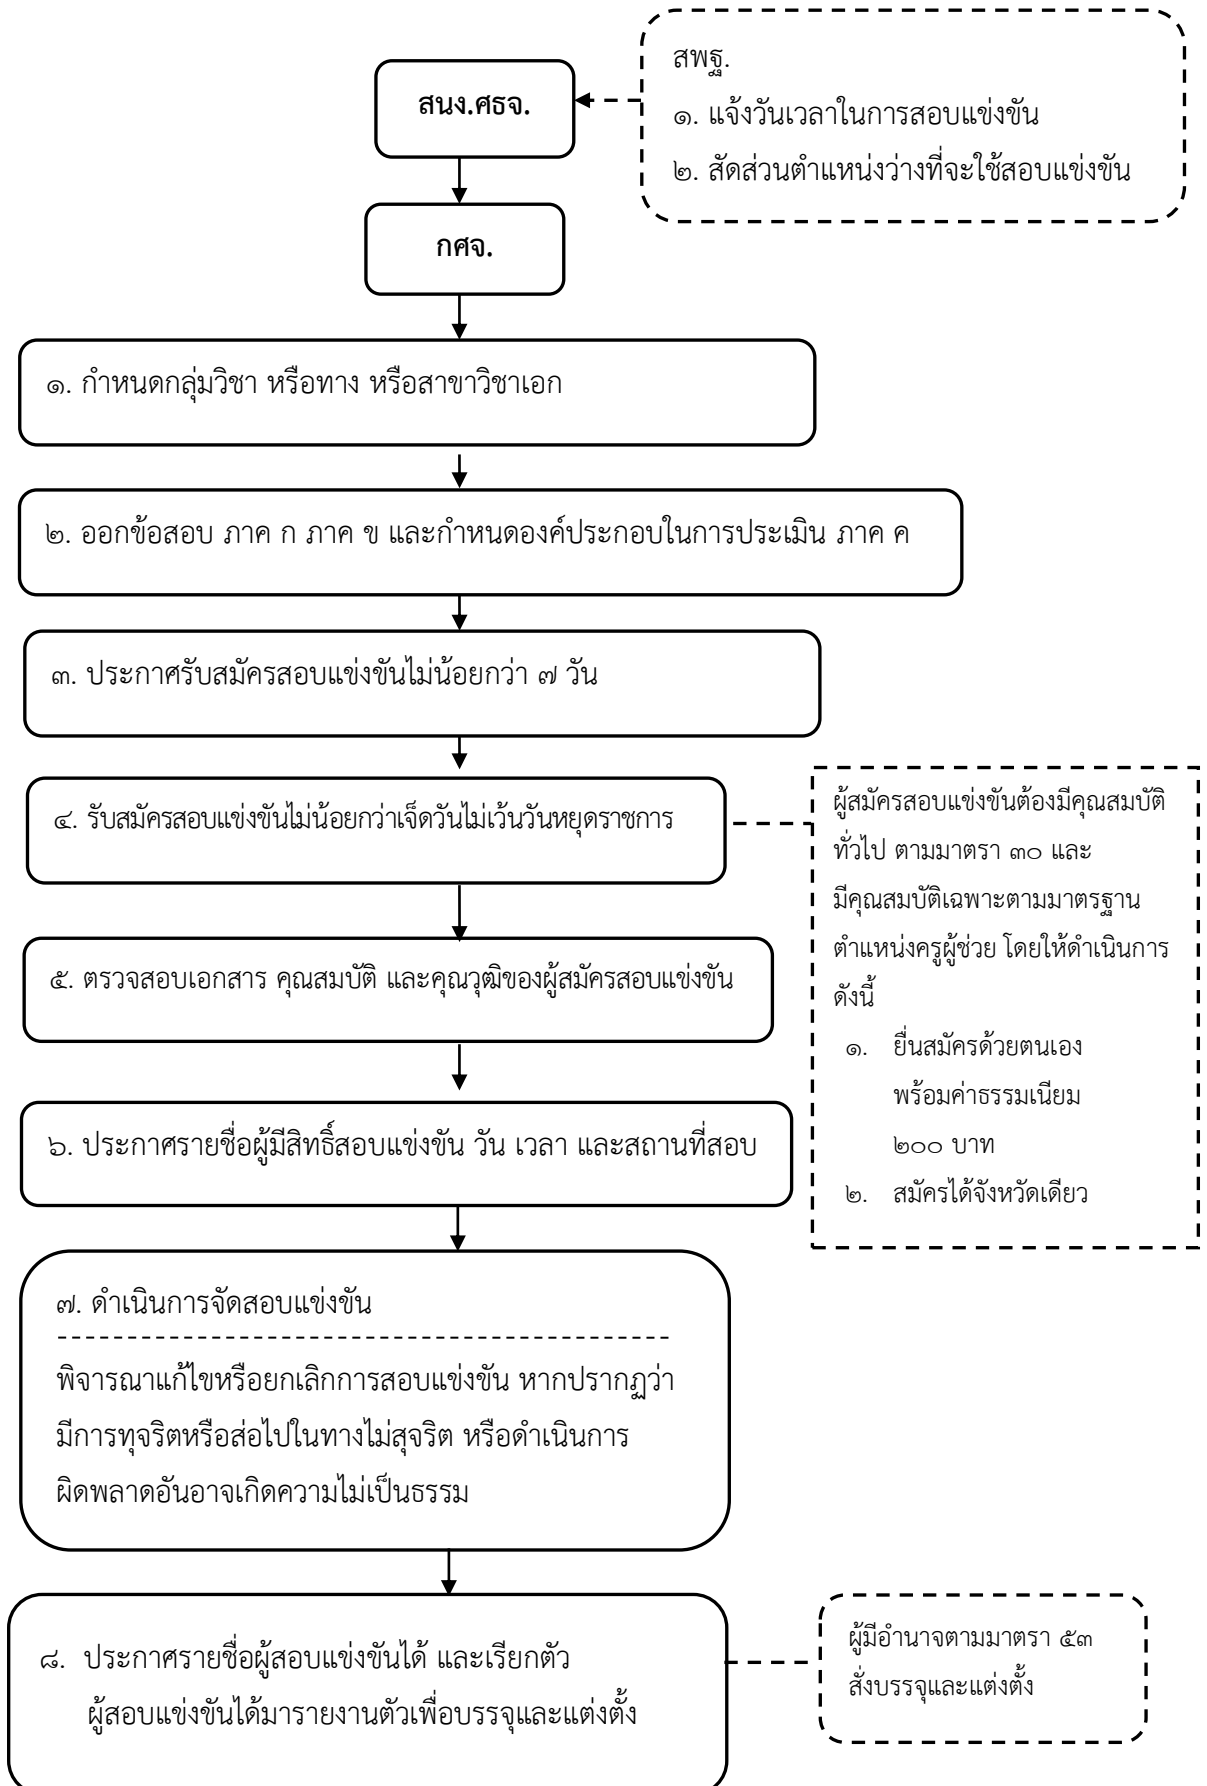 สพฐ.
๑. แจ้งวันเวลาในการสอบแข่งขัน
๒. สัดส่วนตำแหน่งว่างที่จะใช้สอบแข่งขัน
สนง.ศธจ.
กศจ.
๑. กำหนดกลุ่มวิชา หรือทาง หรือสาขาวิชาเอก
๒. ออกข้อสอบ ภาค ก ภาค ข และกำหนดองค์ประกอบในการประเมิน ภาค ค
๓. ประกาศรับสมัครสอบแข่งขันไม่น้อยกว่า ๗ วัน
๔. รับสมัครสอบแข่งขันไม่น้อยกว่าเจ็ดวันไม่เว้นวันหยุดราชการ
ผู้สมัครสอบแข่งขันต้องมีคุณสมบัติ
ทั่วไป ตามมาตรา ๓๐ และ
มีคุณสมบัติเฉพาะตามมาตรฐาน
ตำแหน่งครูผู้ช่วย โดยให้ดำเนินการ
ดังนี้
๑. ยื่นสมัครด้วยตนเอง
พร้อมค่าธรรมเนียม
๒๐๐ บาท
๒. สมัครได้จังหวัดเดียว
๕. ตรวจสอบเอกสาร คุณสมบัติ และคุณวุฒิของผู้สมัครสอบแข่งขัน
๖. ประกาศรายชื่อผู้มีสิทธิ์สอบแข่งขัน วัน เวลา และสถานที่สอบ
๗. ดำเนินการจัดสอบแข่งขัน
--------------------------------------------
พิจารณาแก้ไขหรือยกเลิกการสอบแข่งขัน หากปรากฏว่า
มีการทุจริตหรือส่อไปในทางไม่สุจริต หรือดำเนินการ
ผิดพลาดอันอาจเกิดความไม่เป็นธรรม
๘. ประกาศรายชื่อผู้สอบแข่งขันได้ และเรียกตัว
ผู้สอบแข่งขันได้มารายงานตัวเพื่อบรรจุและแต่งตั้ง
ผู้มีอำนาจตามมาตรา ๕๓
สั่งบรรจุและแต่งตั้ง